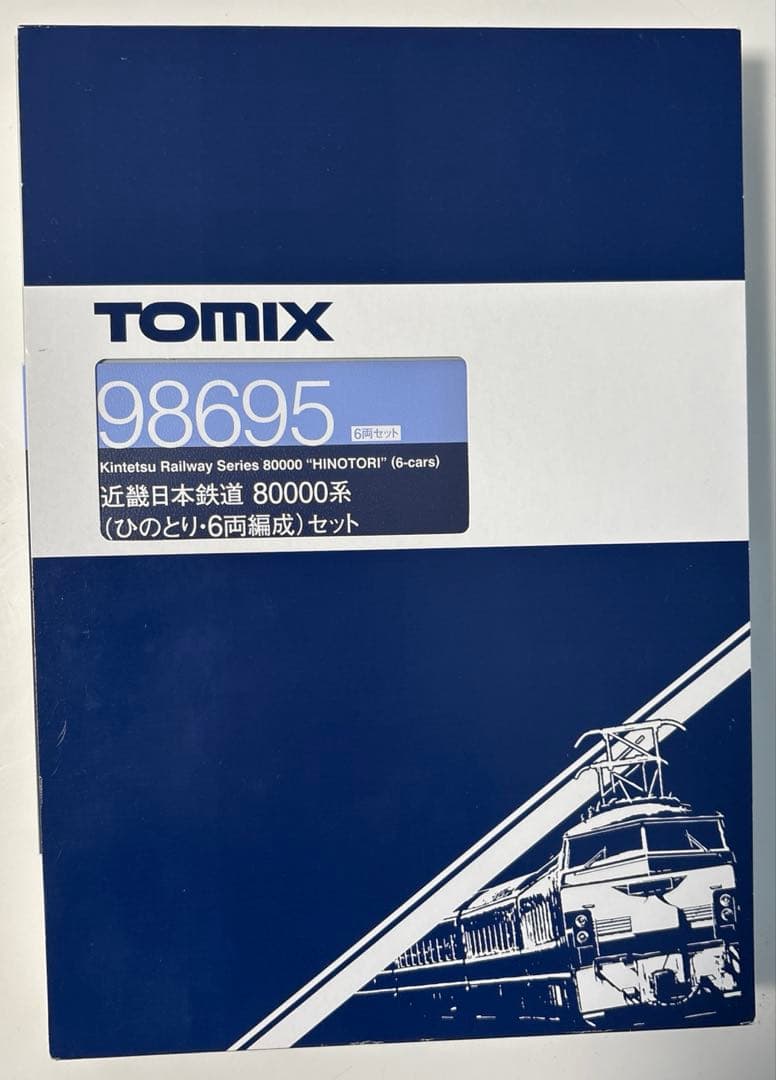 TOMIX
98695 6両セット
Kintetsu Railway Series 80000 “HINOTORI” (6-cars)
近畿日本鉄道 80000系
(ひのとり・6両編成)セット